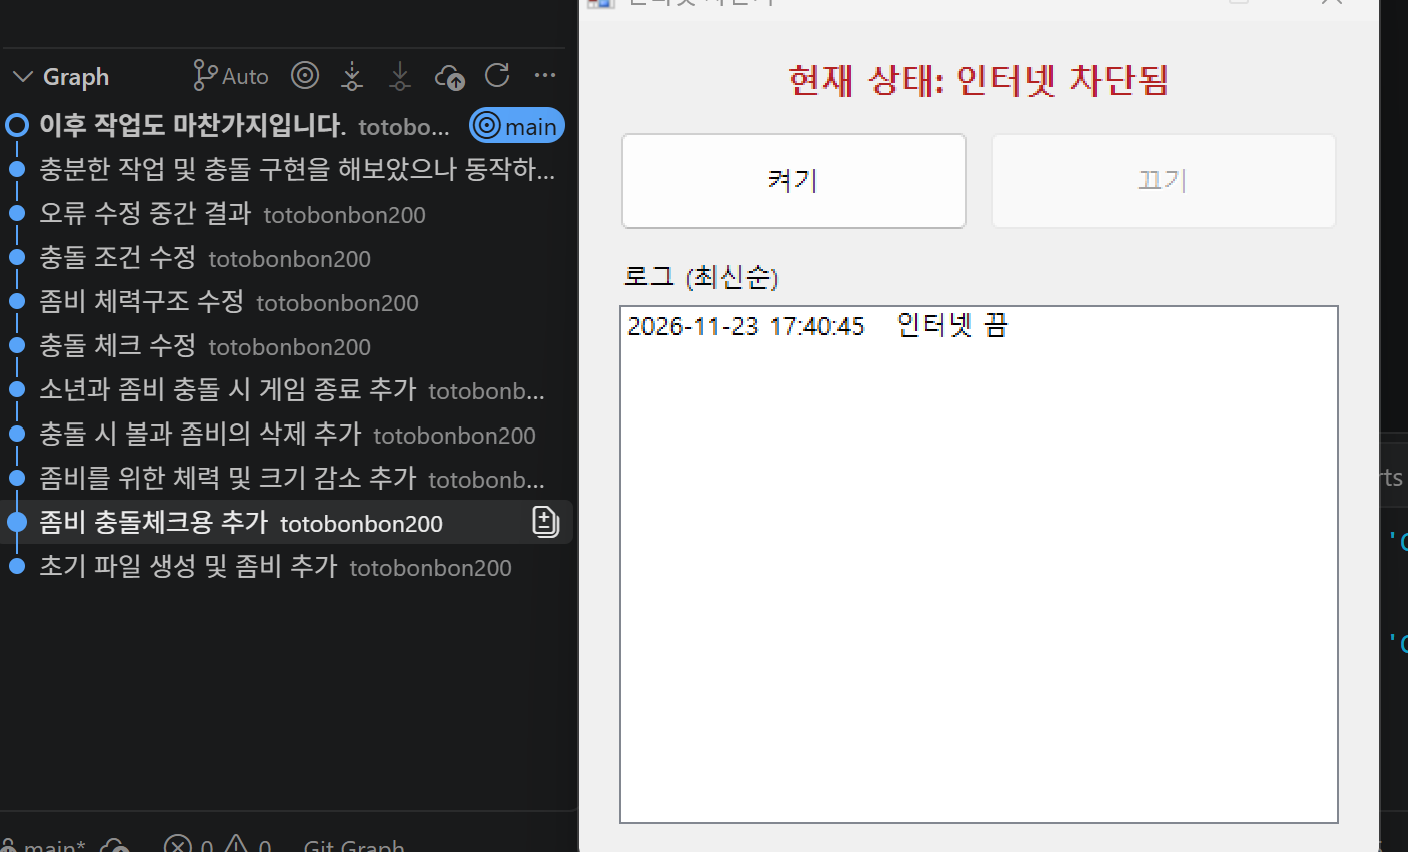 Graph
Auto
이후 작업도 마찬가지입니다. totobo...
main
충분한 작업 및 충돌 구현을 해보았으나 동작하...
오류 수정 중간 결과 totobonbon200
충돌 조건 수정 totobonbon200
좀비 체력구조 수정 totobonbon200
충돌 체크 수정 totobonbon200
소년과 좀비 충돌 시 게임 종료 추가 totobonb...
충돌 시 볼과 좀비의 삭제 추가 totobonbon200
좀비를 위한 체력 및 크기 감소 추가 totobonb...
좀비 충돌체크용 추가 totobonbon200
초기 파일 생성 및 좀비 추가 totobonbon200
main*
0
0
Git Graph
현재 상태: 인터넷 차단됨
켜기
끄기
로그 (최신순)
2026-11-23 17:40:45 인터넷 끔
rts